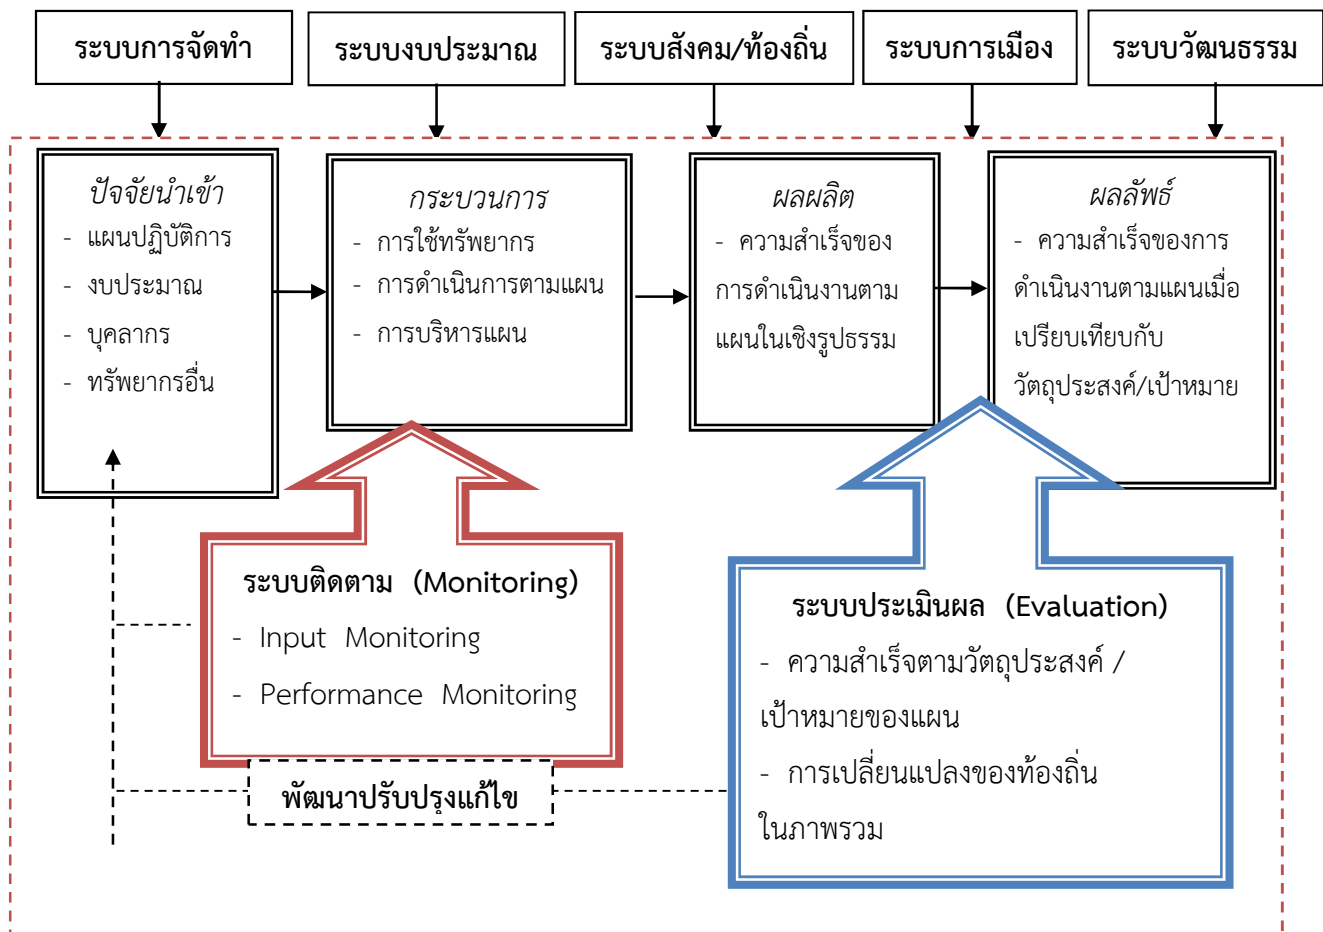 ระบบการจัดทำ
ระบบงบประมาณ
ระบบสังคม/ท้องถิ่น
ระบบการเมือง
ระบบวัฒนธรรม
ปัจจัยนำเข้า
- แผนปฏิบัติการ
- งบประมาณ
- บุคลากร
- ทรัพยากรอื่น
กระบวนการ
- การใช้ทรัพยากร
- การดำเนินการตามแผน
- การบริหารแผน
ผลผลิต
- ความสำเร็จของ
การดำเนินงานตาม
แผนในเชิงรูปธรรม
ผลลัพธ์
- ความสำเร็จของการ
ดำเนินงานตามแผนเมื่อ
เปรียบเทียบกับ
วัตถุประสงค์/เป้าหมาย
ระบบติดตาม (Monitoring)
- Input Monitoring
- Performance Monitoring
ระบบประเมินผล (Evaluation)
- ความสำเร็จตามวัตถุประสงค์ /
เป้าหมายของแผน
- การเปลี่ยนแปลงของท้องถิ่น
ในภาพรวม
พัฒนาปรับปรุงแก้ไข